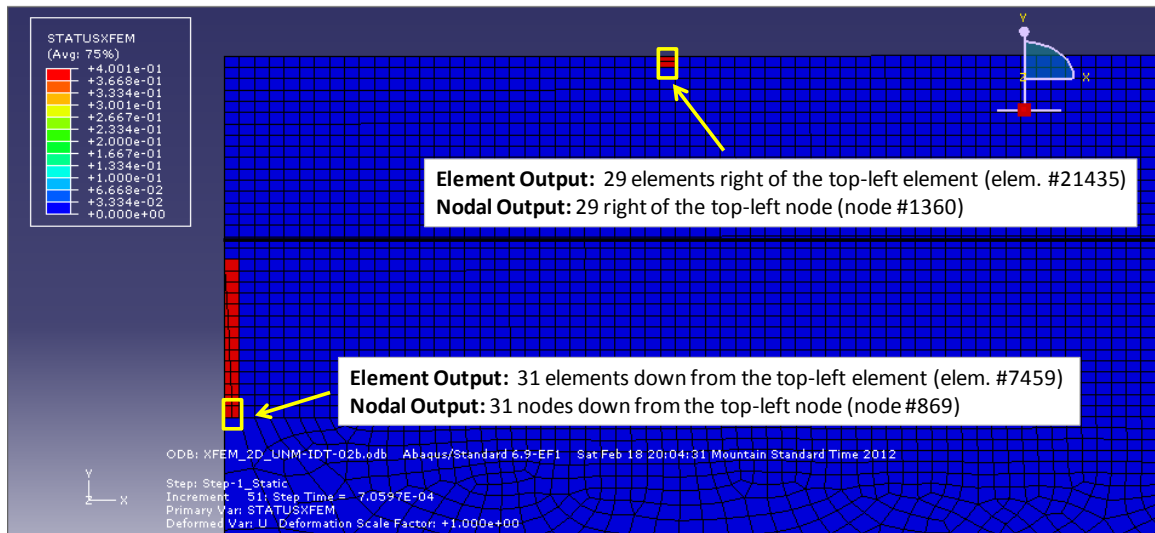 STATUSXFEM
(Avg: 75%)
+4.001e-01
+3.668e-01
+3.334e-01
+3.001e-01
+2.667e-01
+2.334e-01
+2.000e-01
+1.667e-01
+1.334e-01
+1.000e-01
+6.668e-02
+3.334e-02
+0.000e+00
Y
Z
X
Element Output: 29 elements right of the top-left element (elem. #21435)
Nodal Output: 29 right of the top-left node (node #1360)
Element Output: 31 elements down from the top-left element (elem. #7459)
Nodal Output: 31 nodes down from the top-left node (node #869)
ODB: XFEM_2D_UNM-IDT-02b.odb Abaqus/Standard 6.9-EF1 Sat Feb 18 20:04:31 Mountain Standard Time 2012
Y
Z
X
Step: Step-1_Static
Increment 51: Step Time = 7.0597E-04
Primary Var: STATUSXFEM
Deformed Var: U Deformation Scale Factor: +1.000e+00